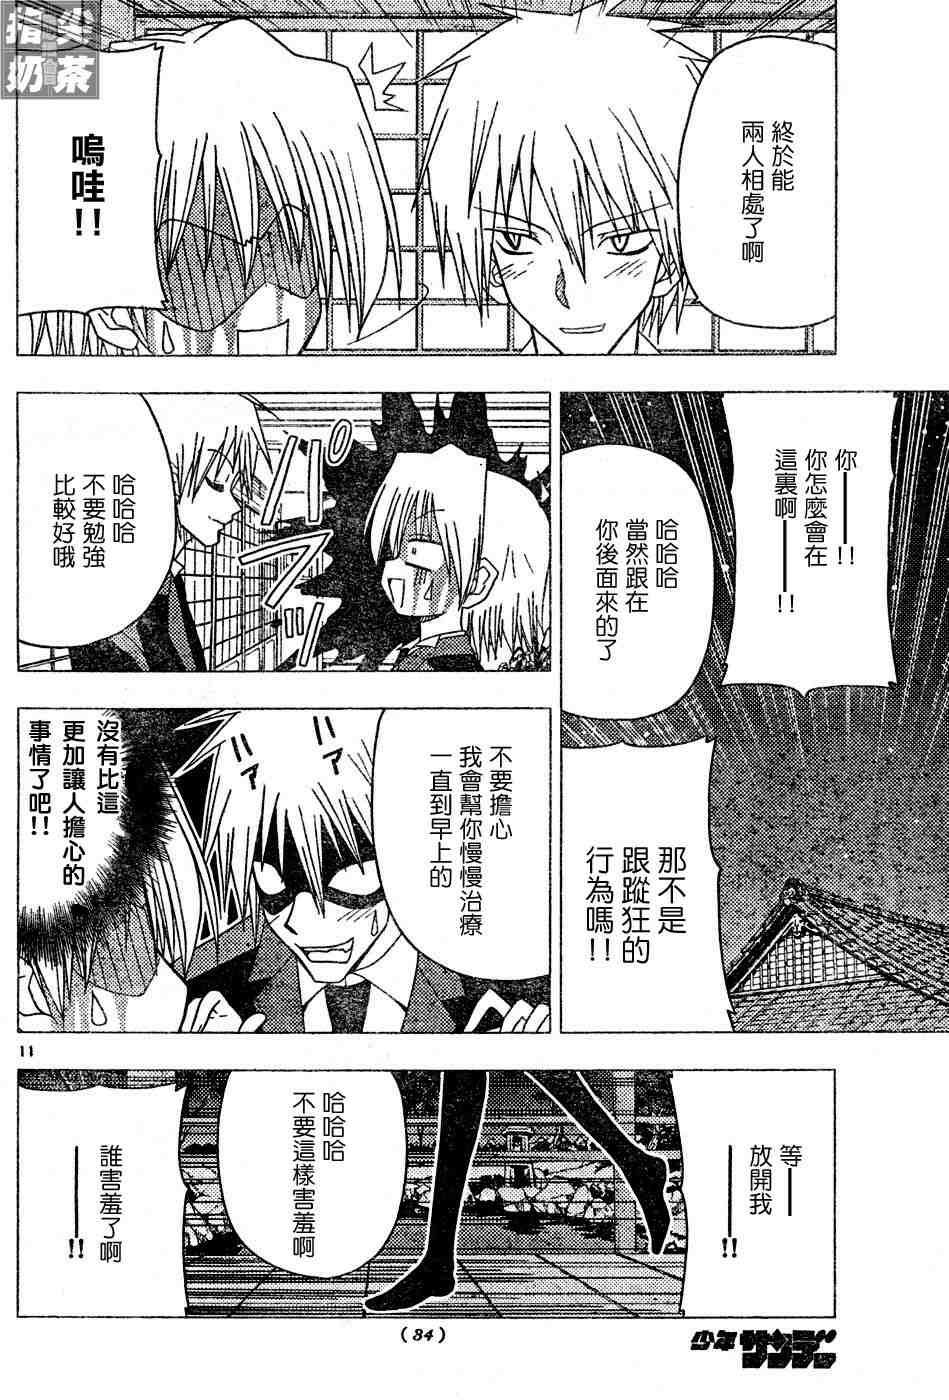 指尖
奶茶
終於能
兩人相處了啊
嗚哇!!
你——!!
你怎麼會在
這裏啊——!!
哈哈哈
當然跟在
你後面來的了
那不是
跟蹤狂的
行為嗎!!
パ°
クッ
哈哈哈
不要勉強
比較好哦
不要擔心
我會幫你慢慢治療
一直到早上的
ハァ
ハァ
沒有比這
更加讓人擔心的
事情了吧!!
11
等——
放開我
——!!
哈哈哈
不要這樣害羞啊
誰害羞了啊
——!!
(34)
少年サンデー